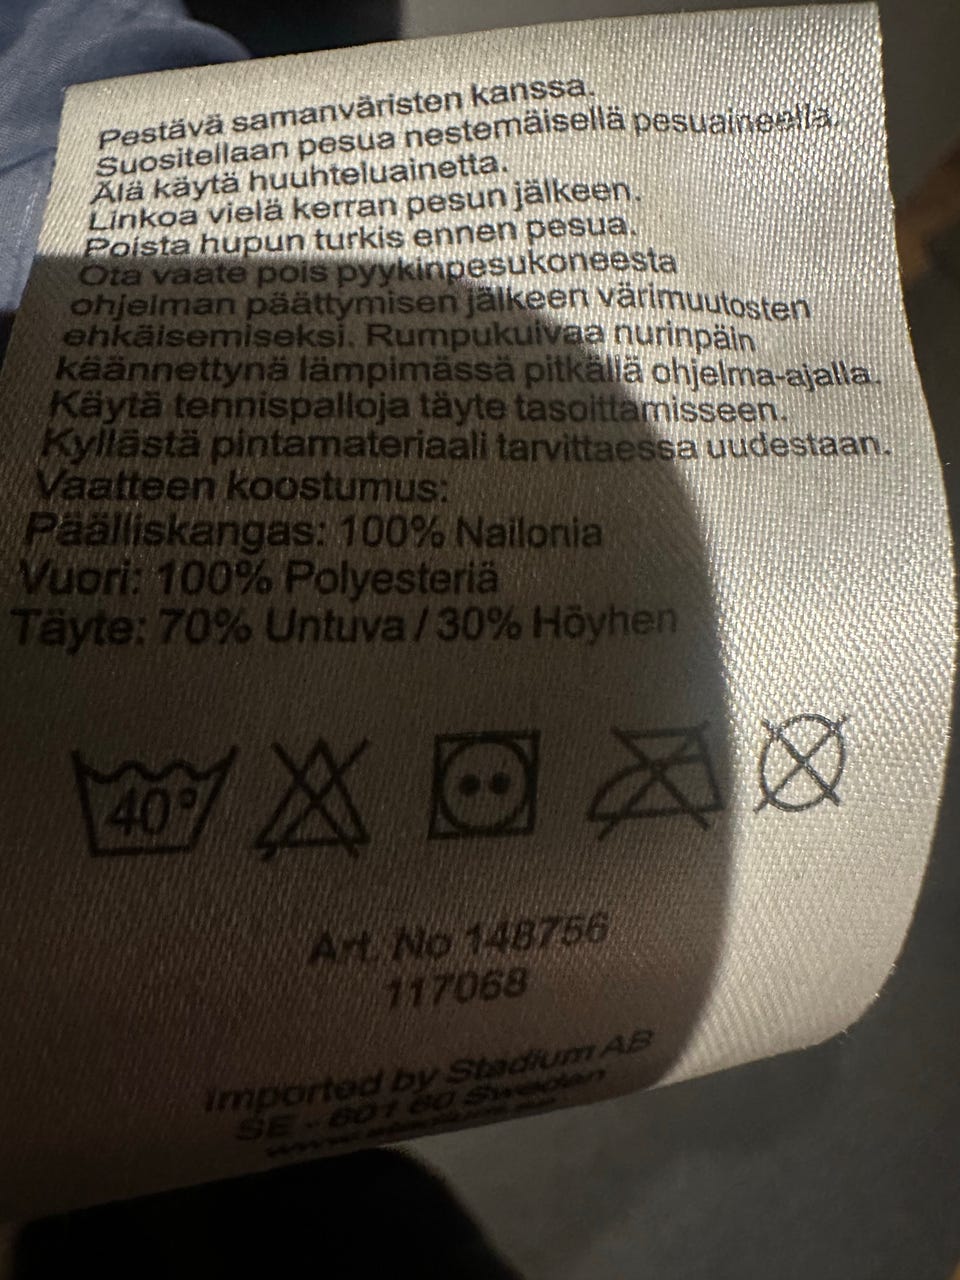 Pestävä samanväristen kanssa.
Suositellaan pesua nestemäisellä pesuaineella.
Älä käytä huuhteluainetta.
Linkoa vielä kerran pesun jälkeen.
Poista hupun turkis ennen pesua.
Ota vaate pois pyykinpesukoneesta
ohjelman päättymisen jälkeen värimuutosten
ehkäisemiseksi. Rumpukuivaa nurinpäin
käännettynä lämpimässä pitkällä ohjelma-ajalla.
Käytä tennispalloja täyte tasoittamisseen.
Kyllästä pintamateriaali tarvittaessa uudestaan.
Vaatteen koostumus:
Päälliskangas: 100% Nailonia
Vuori: 100% Polyesteriä
Täyte: 70% Untuva / 30% Höyhen
40°
Art. No 148756
117068
Imported by Stadium AB
SE - 601 60 Sweden